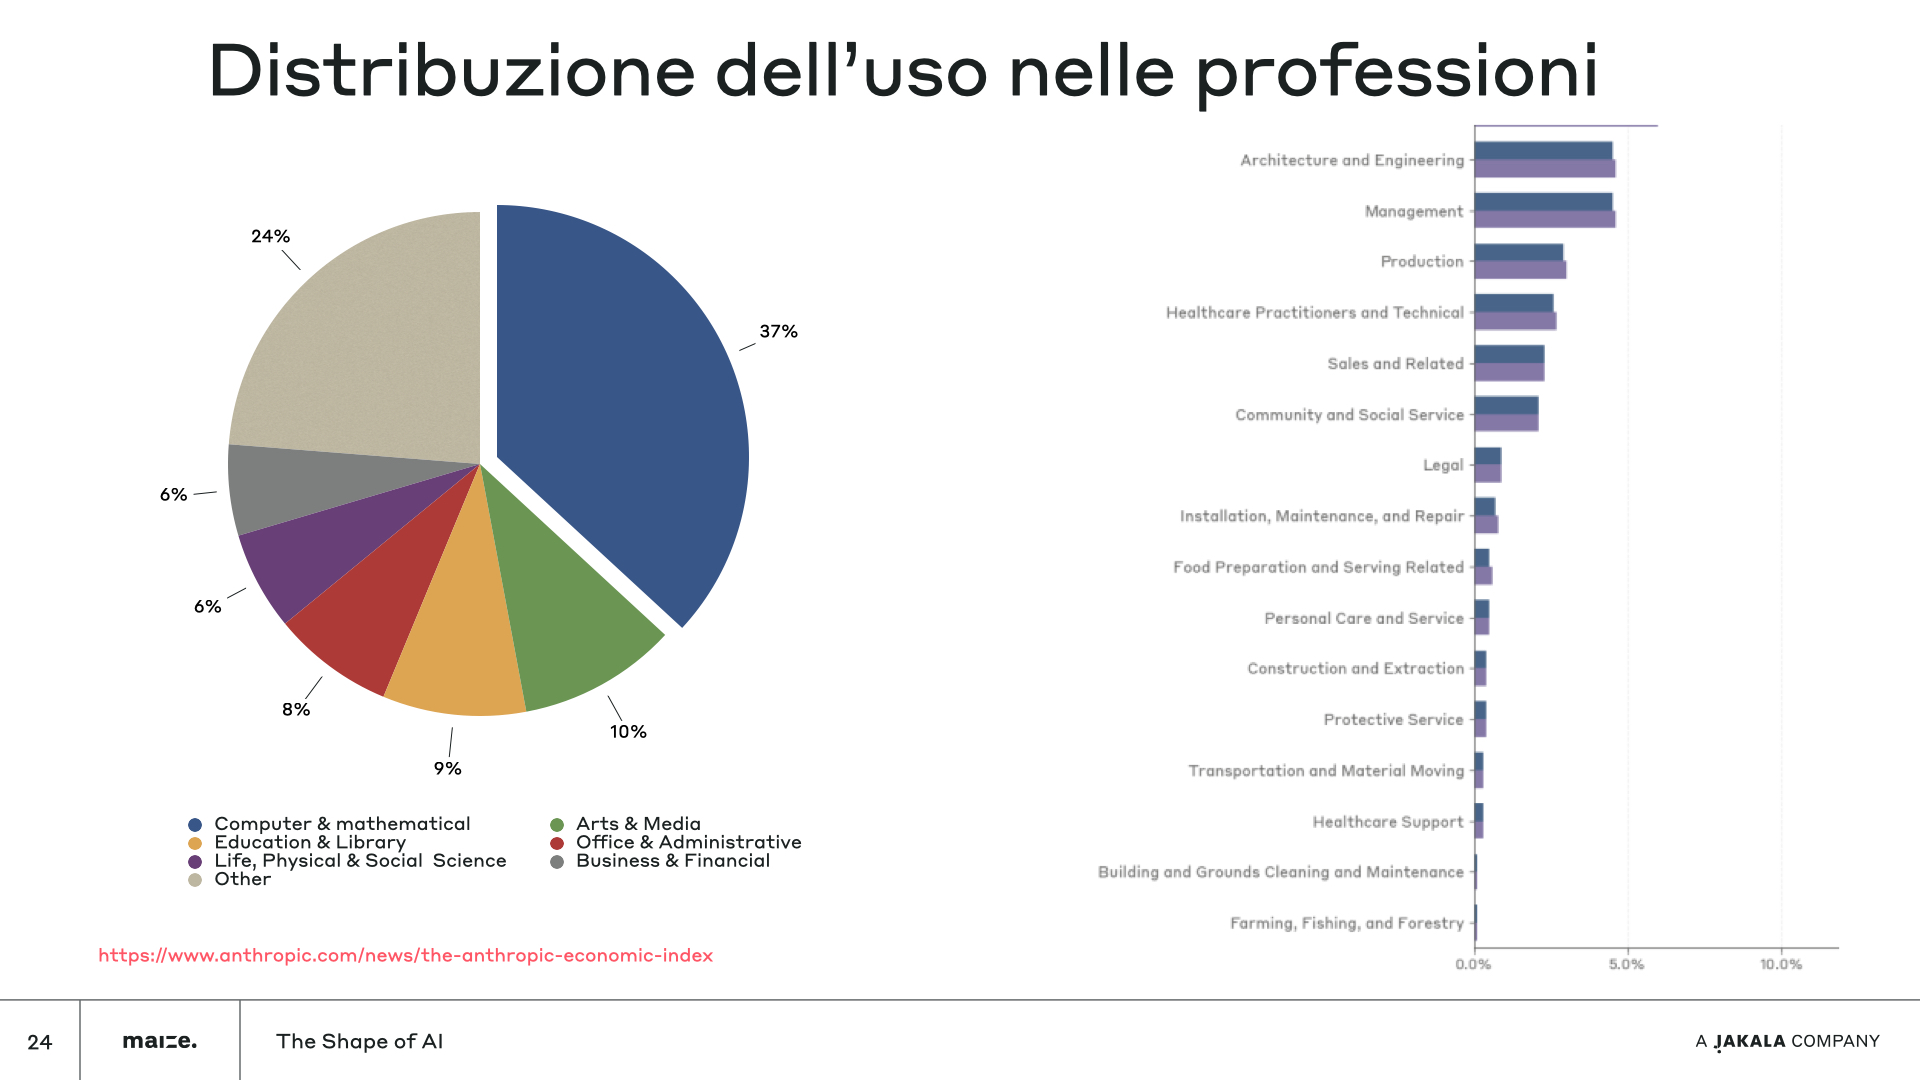 Distribuzione dell’uso nelle professioni
24%
37%
6%
6%
8%
9%
10%
Computer & mathematical
Arts & Media
Education & Library
Office & Administrative
Life, Physical & Social  Science
Business & Financial
Other
https://www.anthropic.com/news/the-anthropic-economic-index
Architecture and Engineering
Management
Production
Healthcare Practitioners and Technical
Sales and Related
Community and Social Service
Legal
Installation, Maintenance, and Repair
Food Preparation and Serving Related
Personal Care and Service
Construction and Extraction
Protective Service
Transportation and Material Moving
Healthcare Support
Building and Grounds Cleaning and Maintenance
Farming, Fishing, and Forestry
0.0% 5.0% 10.0%
24
maize.
The Shape of AI
A JAKALA COMPANY